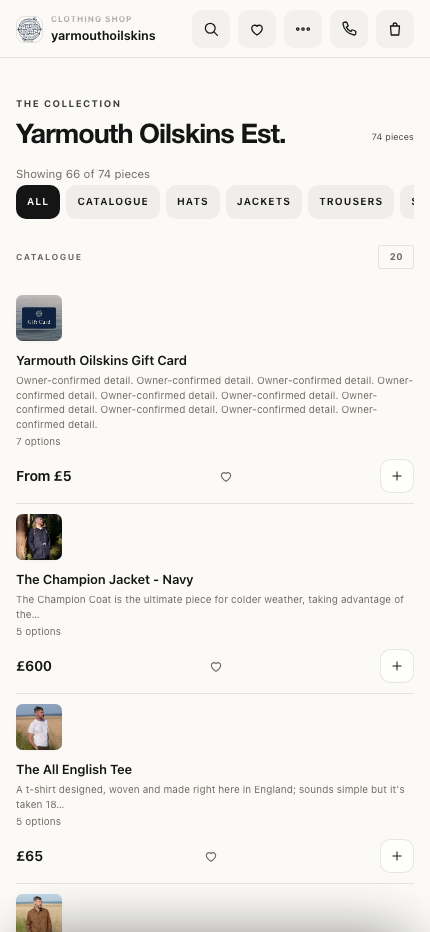 CLOTHING SHOP
yarmouthoilskins
THE COLLECTION
Yarmouth Oilskins Est.
74 pieces
Showing 66 of 74 pieces
ALL
CATALOGUE
HATS
JACKETS
TROUSERS
CATALOGUE
20
Gift Card
Yarmouth Oilskins Gift Card
Owner-confirmed detail. Owner-confirmed detail. Owner-confirmed detail. Owner-
confirmed detail. Owner-confirmed detail. Owner-confirmed detail. Owner-
confirmed detail. Owner-confirmed detail. Owner-confirmed detail. Owner-
confirmed detail.
7 options
From £5
The Champion Jacket - Navy
The Champion Coat is the ultimate piece for colder weather, taking advantage of
the...
5 options
£600
The All English Tee
A t-shirt designed, woven and made right here in England; sounds simple but it's
taken 18...
5 options
£65